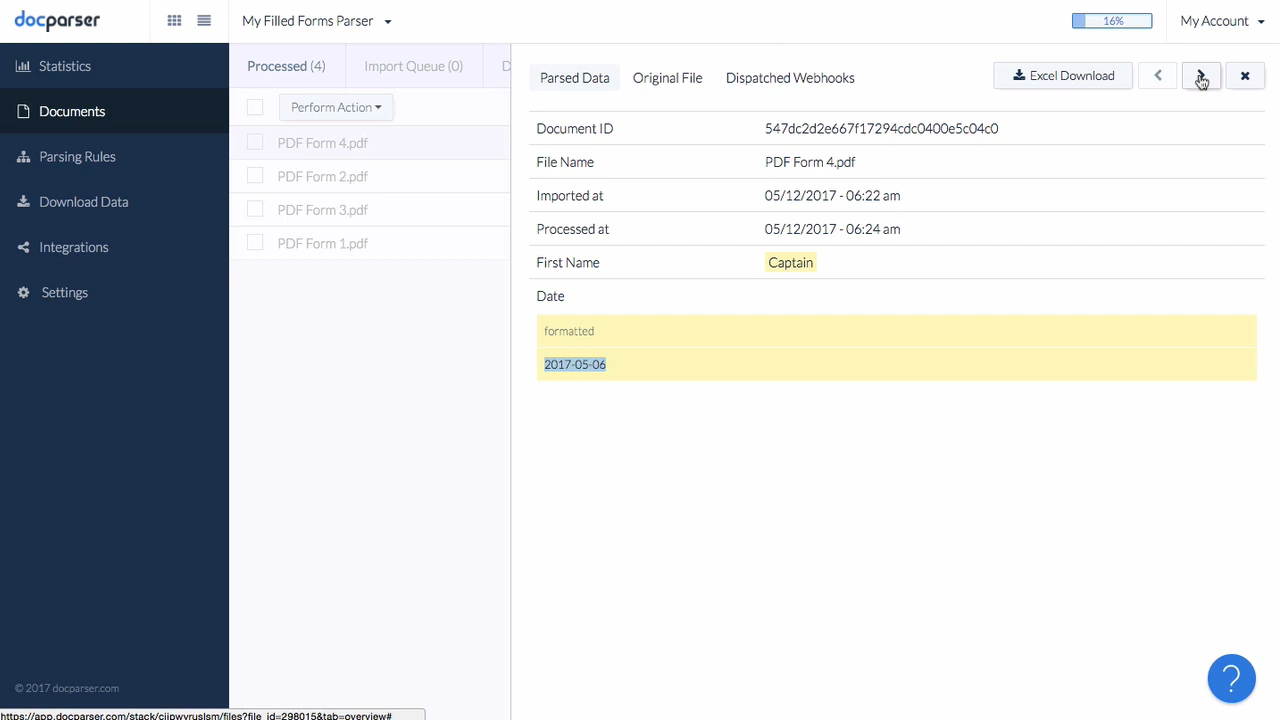 docparser
My Filled Forms Parser
16%
My Account
Statistics
Documents
Parsing Rules
Download Data
Integrations
Settings
© 2017 docparser.com
Processed (4)
Import Queue (0)
D
Perform Action
PDF Form 4.pdf
PDF Form 2.pdf
PDF Form 3.pdf
PDF Form 1.pdf
Parsed Data
Original File
Dispatched Webhooks
Excel Download
Document ID 547dc2d2e667f17294cdc0400e5c04c0
File Name PDF Form 4.pdf
Imported at 05/12/2017 - 06:22 am
Processed at 05/12/2017 - 06:24 am
First Name Captain
Date
formatted
2017-05-06
?